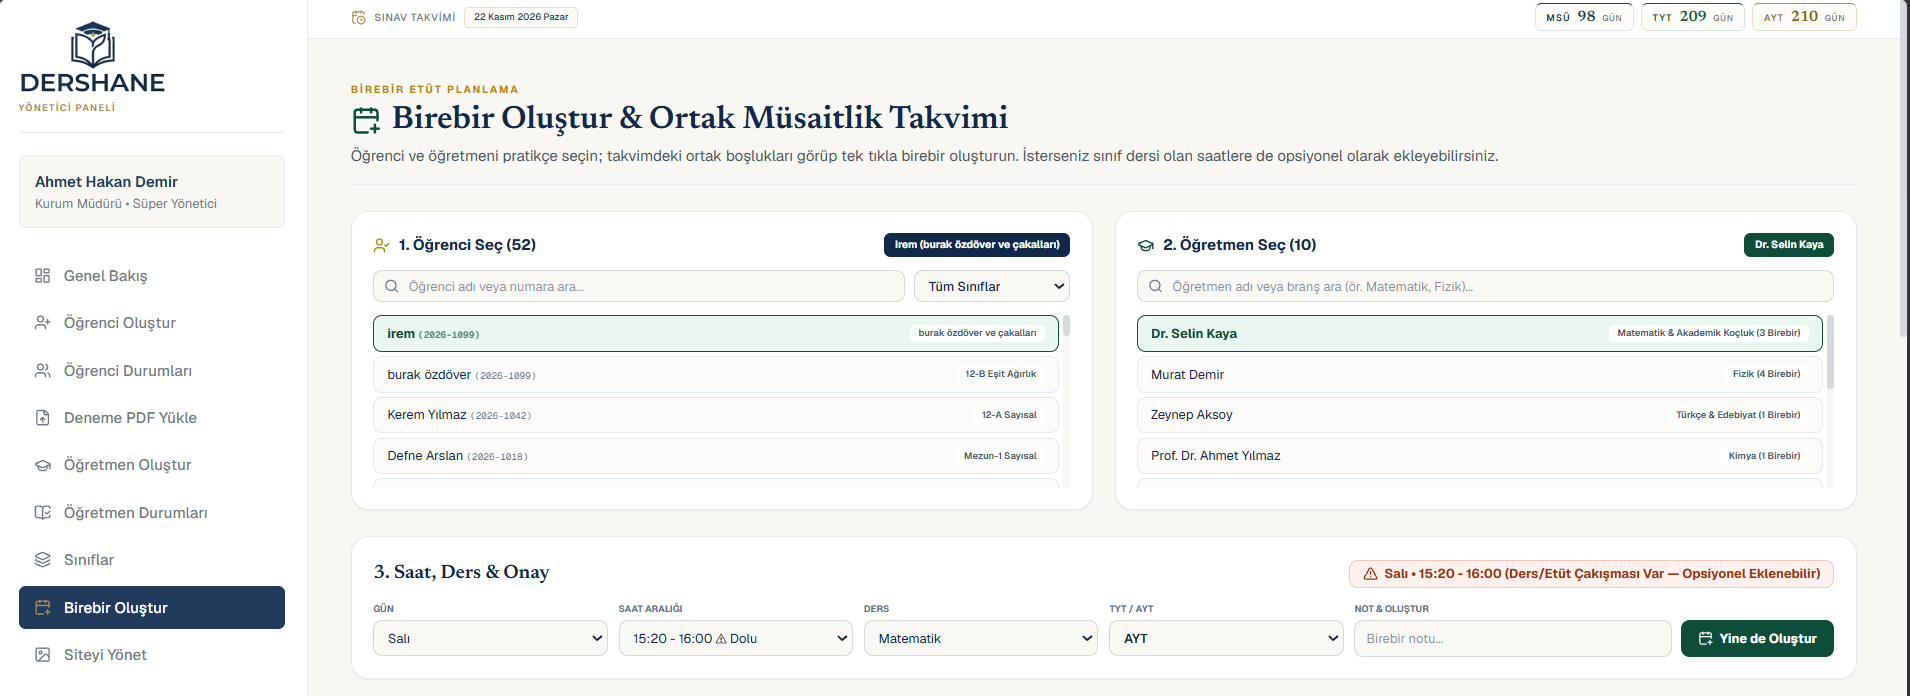 DERSHANE
YÖNETİCİ PANELİ
Ahmet Hakan Demir
Kurum Müdürü • Süper Yönetici
Genel Bakış
Öğrenci Oluştur
Öğrenci Durumları
Deneme PDF Yükle
Öğretmen Oluştur
Öğretmen Durumları
Sınıflar
Birebir Oluştur
Siteyi Yönet
SINAV TAKVİMİ 22 Kasım 2026 Pazar
MSÜ 98 GÜN TYT 209 GÜN AYT 210 GÜN
BİREBİR ETÜT PLANLAMA
Birebir Oluştur & Ortak Müsaitlik Takvimi
Öğrenci ve öğretmeni pratikçe seçin; takvimdeki ortak boşlukları görüp tek tıkla birebir oluşturun. İsterseniz sınıf dersi olan saatlere de opsiyonel olarak ekleyebilirsiniz.
1. Öğrenci Seç (52) irem (burak özdöver ve çakalları)
Öğrenci adı veya numara ara... Tüm Sınıflar
irem (2026-1099) burak özdöver ve çakalları
burak özdöver (2026-1099) 12-B Eşit Ağırlık
Kerem Yılmaz (2026-1042) 12-A Sayısal
Defne Arslan (2026-1018) Mezun-1 Sayısal
2. Öğretmen Seç (10) Dr. Selin Kaya
Öğretmen adı veya branş ara (ör. Matematik, Fizik)...
Dr. Selin Kaya Matematik & Akademik Koçluk (3 Birebir)
Murat Demir Fizik (4 Birebir)
Zeynep Aksoy Türkçe & Edebiyat (1 Birebir)
Prof. Dr. Ahmet Yılmaz Kimya (1 Birebir)
3. Saat, Ders & Onay Salı • 15:20 - 16:00 (Ders/Etüt Çakışması Var — Opsiyonel Eklenebilir)
GÜN SAAT ARALIĞI DERS TYT / AYT NOT & OLUŞTUR
Salı 15:20 - 16:00 ⚠ Dolu Matematik AYT Birebir notu... Yine de Oluştur